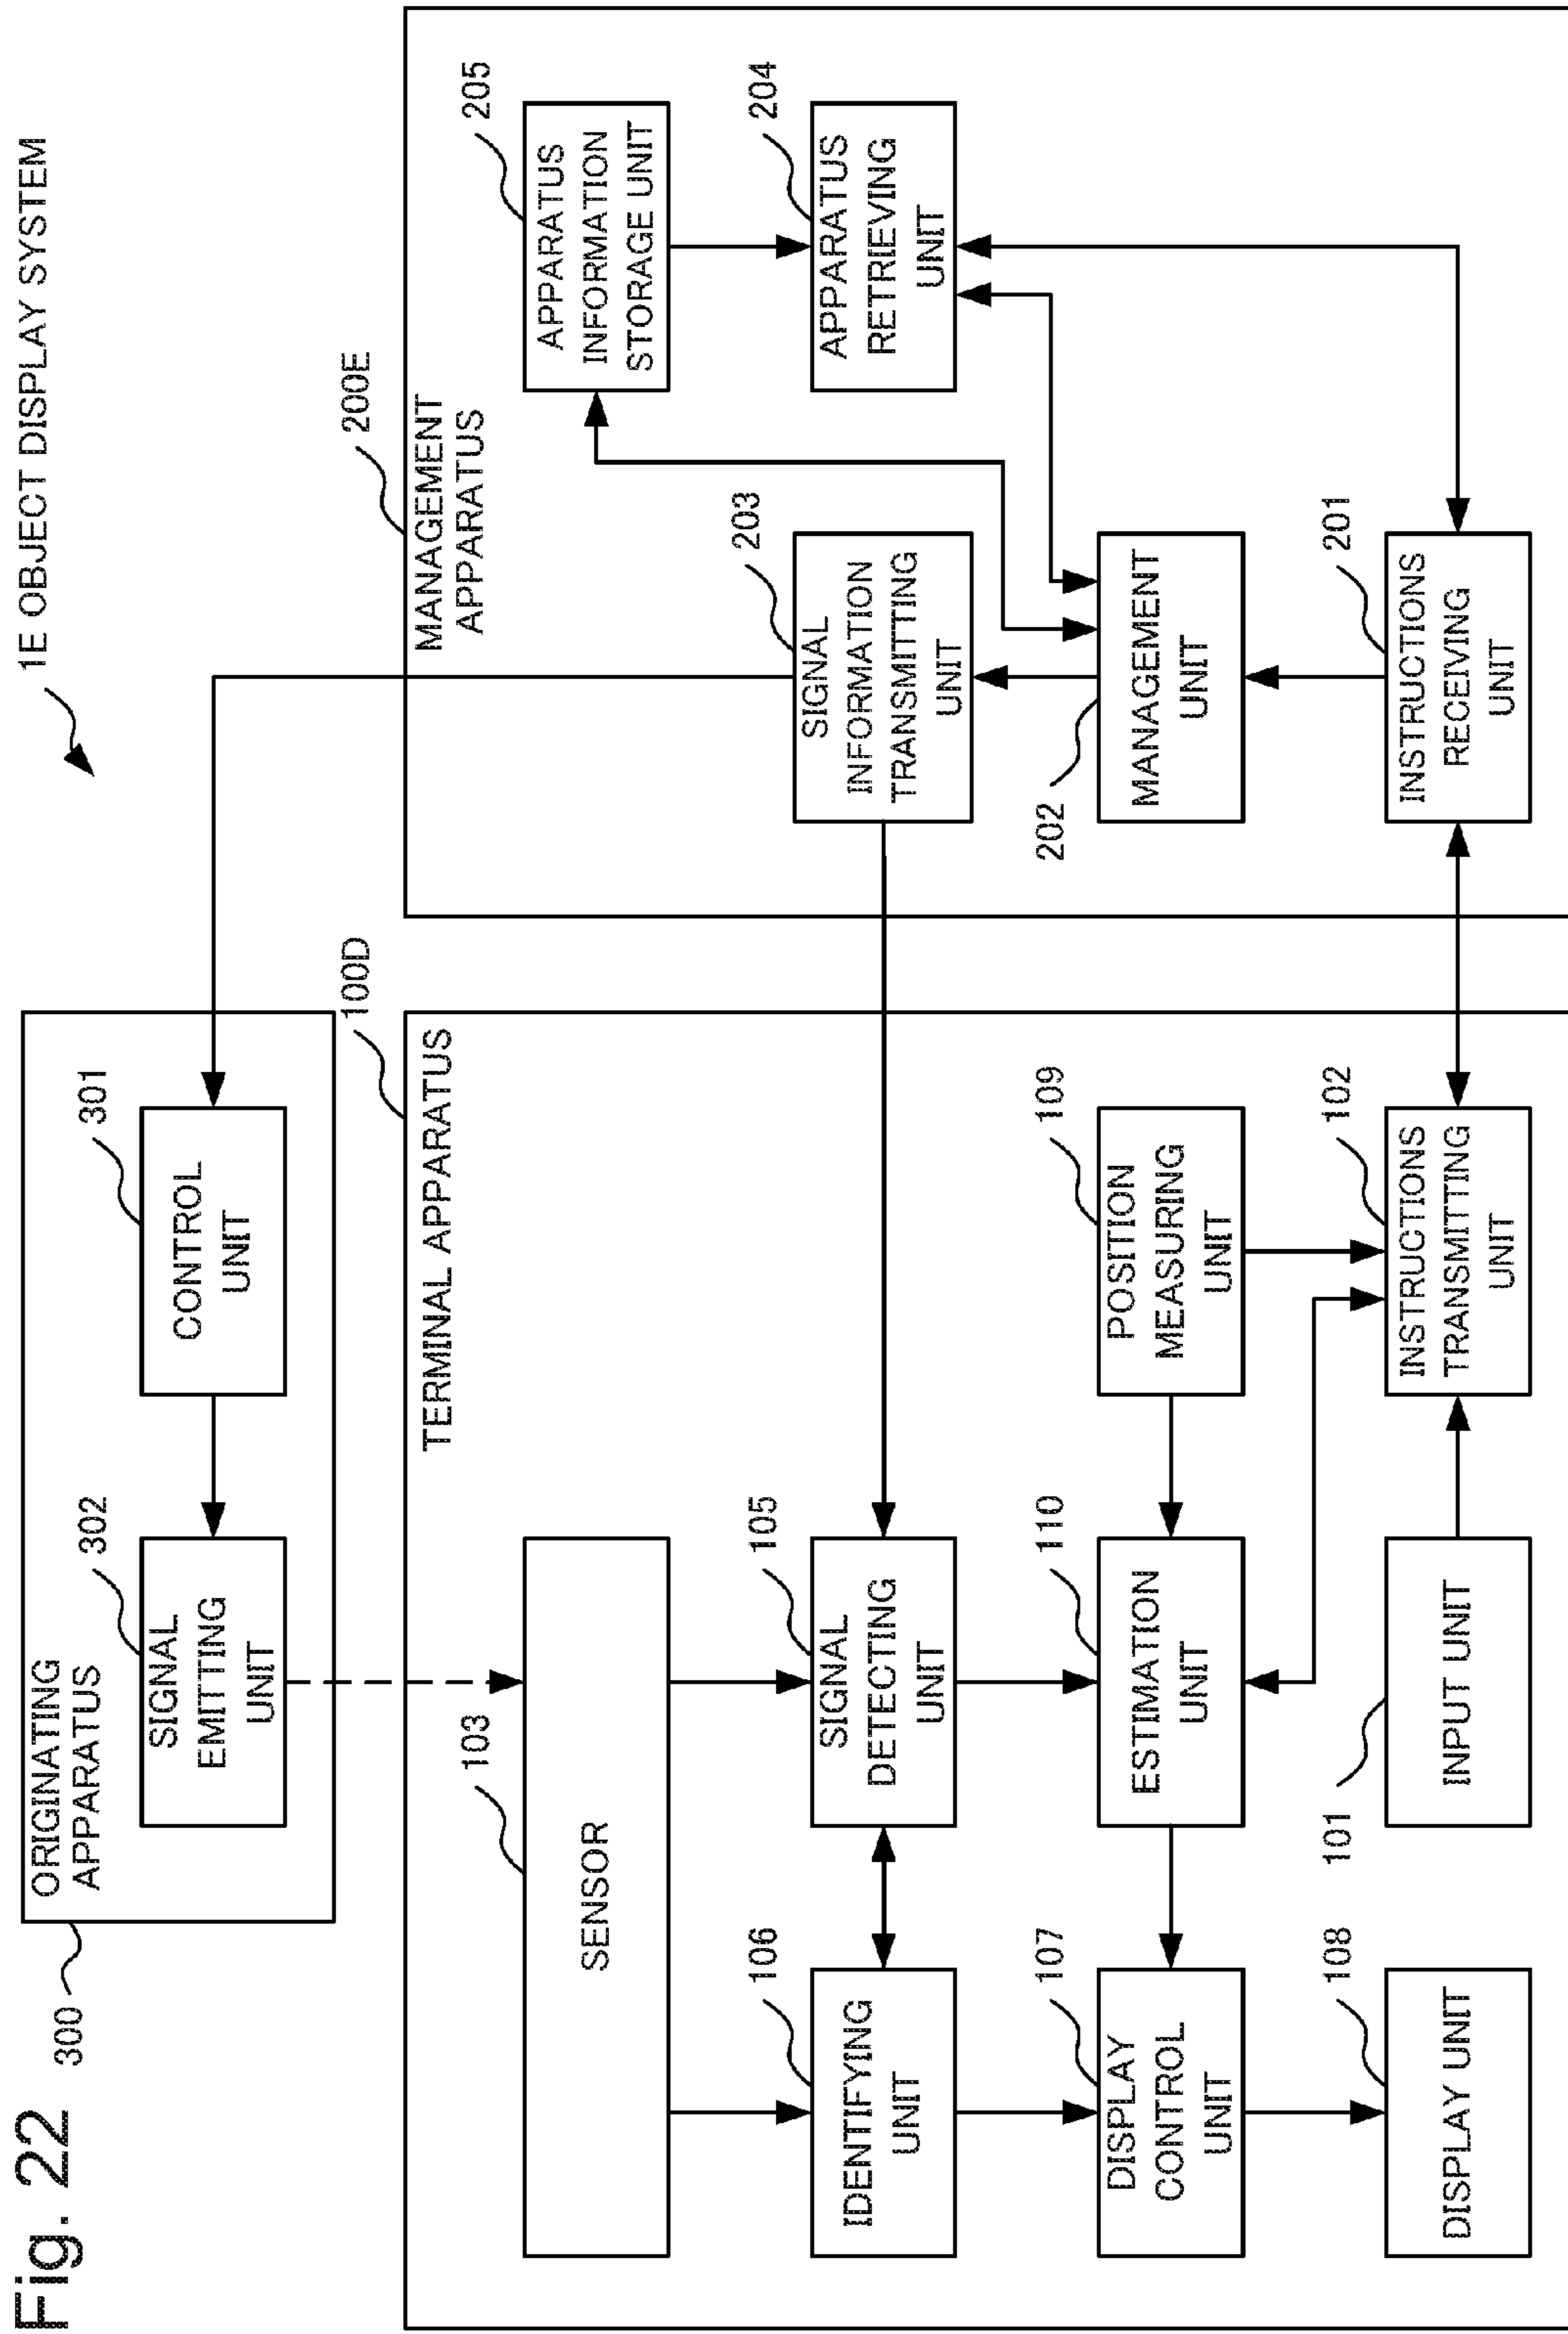 Fig. 22
1E OBJECT DISPLAY SYSTEM
300
ORIGINATING
APPARATUS
302
SIGNAL
EMITTING
UNIT
301
CONTROL
UNIT
100D
TERMINAL APPARATUS
103
SENSOR
106
IDENTIFYING
UNIT
105
SIGNAL
DETECTING
UNIT
107
DISPLAY
CONTROL
UNIT
110
ESTIMATION
UNIT
109
POSITION
MEASURING
UNIT
108
DISPLAY UNIT
101
INPUT UNIT
102
INSTRUCTIONS
TRANSMITTING
UNIT
200E
MANAGEMENT
APPARATUS
205
APPARATUS
INFORMATION
STORAGE UNIT
203
SIGNAL
INFORMATION
TRANSMITTING
UNIT
204
APPARATUS
RETRIEVING
UNIT
202
MANAGEMENT
UNIT
201
INSTRUCTIONS
RECEIVING
UNIT